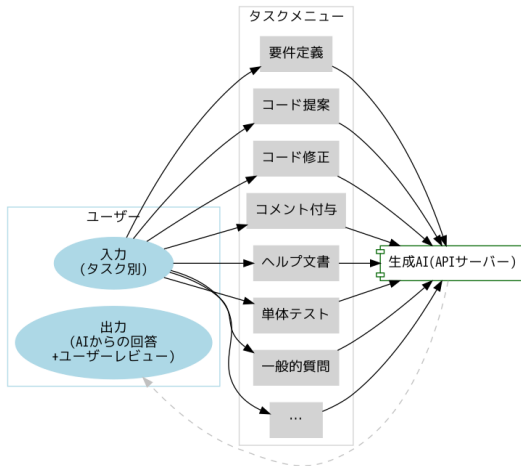 タスクメニュー
要件定義
コード提案
コード修正
コメント付与
ヘルプ文書
単体テスト
一般的質問
...
ユーザー
入力
(タスク別)
出力
(AIからの回答
+ユーザーレビュー)
生成AI(APIサーバー)